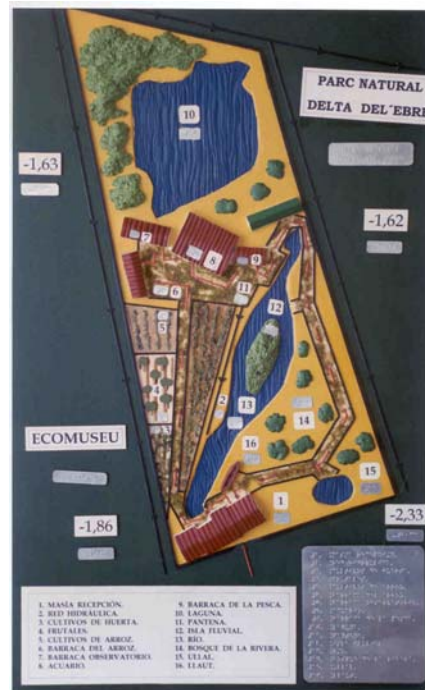 PARC NATURAL
DELTA DEL´EBRE
10
-1,63
-1,62
7
8
9
6
11
12
5
4
2
13
14
3
16
ECOMUSEU
15
1
-1,86
-2,33
1. MASÍA RECEPCIÓN.
2. RED HIDRÁULICA.
3. CULTIVOS DE HUERTA.
4. FRUTALES.
5. CULTIVOS DE ARROZ.
6. BARRACA DEL ARROZ.
7. BARRACA OBSERVATORIO.
8. ACUARIO.
9. BARRACA DE LA PESCA.
10. LAGUNA.
11. PANTENA.
12. ISLA FLUVIAL.
13. RÍO.
14. BOSQUE DE LA RIVERA.
15. ULLAL.
16. LLAUT.